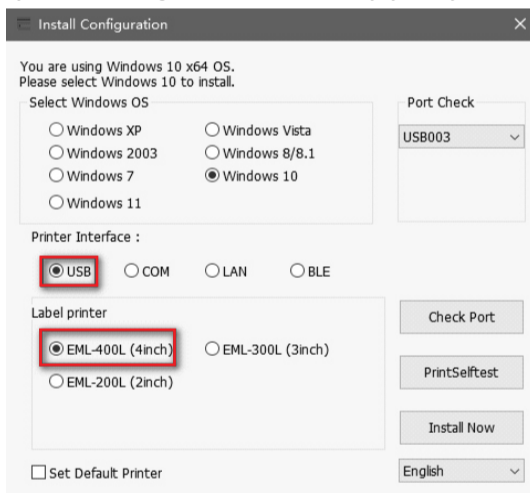 Install Configuration
You are using Windows 10 x64 OS.
Please select Windows 10 to install.
Select Windows OS
Windows XP
Windows Vista
Windows 2003
Windows 8/8.1
Windows 7
Windows 10
Windows 11
Port Check
USB003
Printer Interface :
USB
COM
LAN
BLE
Label printer
EML-400L (4inch)
EML-300L (3inch)
EML-200L (2inch)
Check Port
PrintSelftest
Install Now
Set Default Printer
English